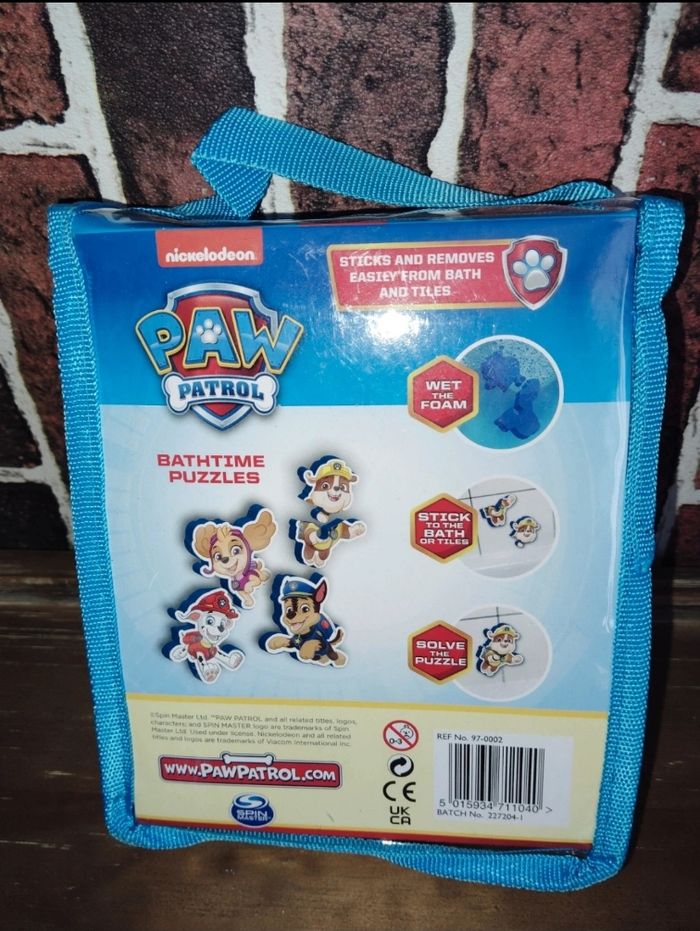 nickelodeon
PAW
PATROL
STICKS AND REMOVES
EASILY FROM BATH
AND TILES
WET
THE
FOAM
BATHTIME
PUZZLES
STICK
TO THE
BATH
OR TILES
SOLVE
THE
PUZZLE
©Spin Master Ltd. ™PAW PATROL and all related titles, logos,
characters; and SPIN MASTER logo are trademarks of Spin
Master Ltd. Used under license. Nickelodeon and all related
titles and logos are trademarks of Viacom International Inc.
www.PAWPATROL.COM
SPIN
MASTER
0-3
CE
UK
CA
REF No. 97-0002
5 015934 711040 >
BATCH No. 227204-1